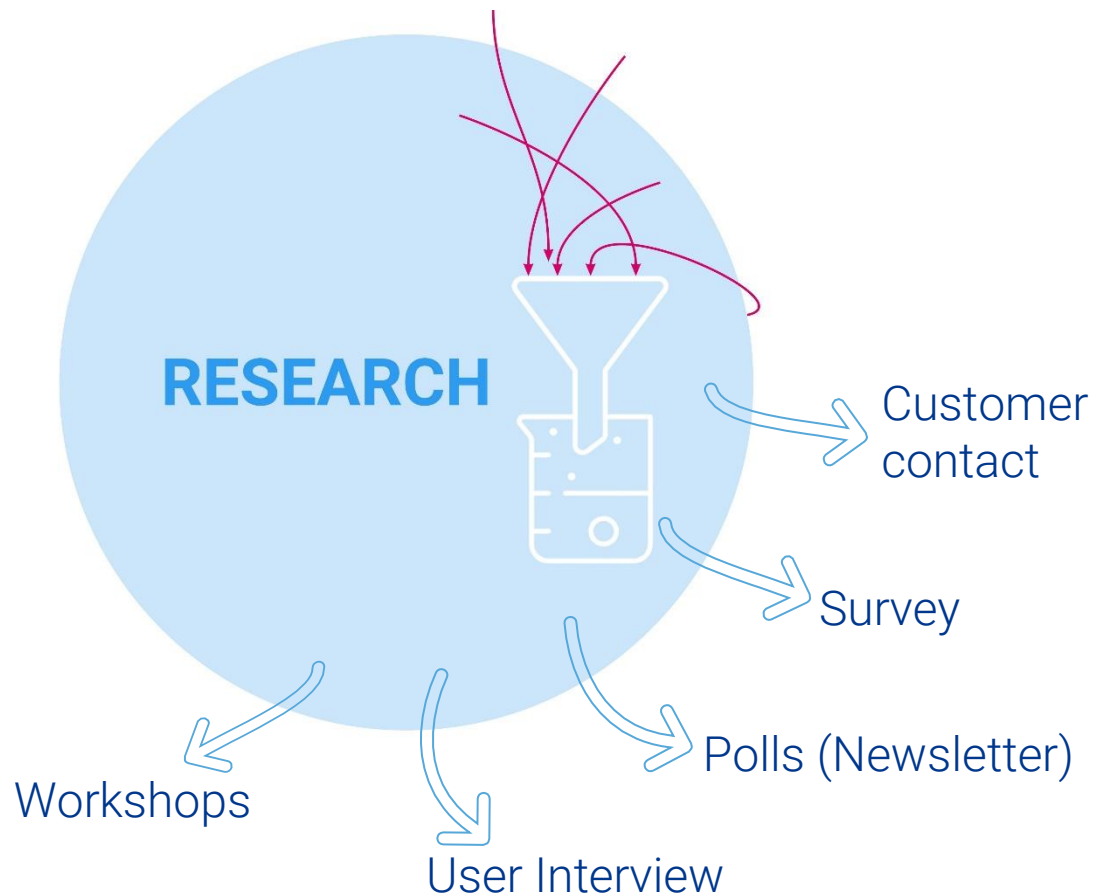 RESEARCH
Customer
contact
Survey
Polls (Newsletter)
Workshops
User Interview